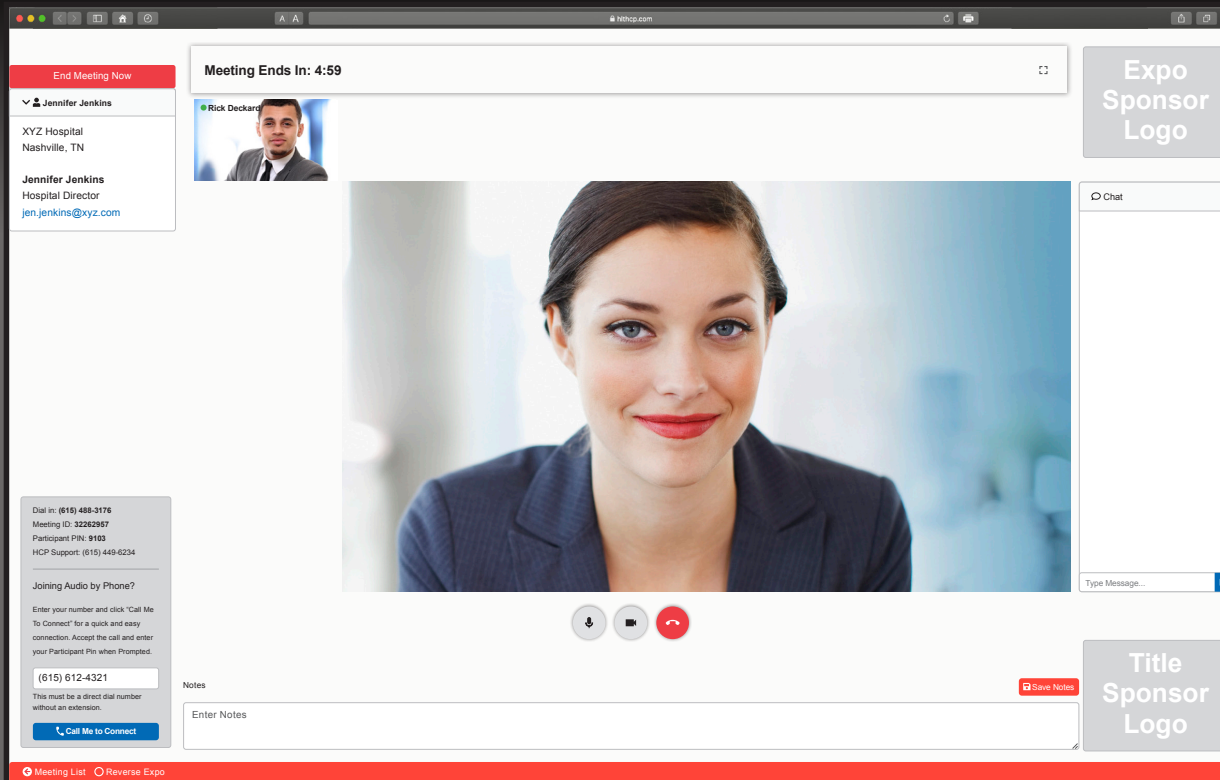 A A
hithcp.com
End Meeting Now
Jennifer Jenkins
XYZ Hospital
Nashville, TN
Jennifer Jenkins
Hospital Director
jen.jenkins@xyz.com
Meeting Ends In: 4:59
Rick Deckard
Expo
Sponsor
Logo
Chat
Type Message...
Dial in: (615) 488-3176
Meeting ID: 32262957
Participant PIN: 9103
HCP Support: (615) 449-6234
Joining Audio by Phone?
Enter your number and click "Call Me
To Connect" for a quick and easy
connection. Accept the call and enter
your Participant Pin when Prompted.
(615) 612-4321
This must be a direct dial number
without an extension.
Call Me to Connect
Notes
Save Notes
Enter Notes
Title
Sponsor
Logo
Meeting List
Reverse Expo